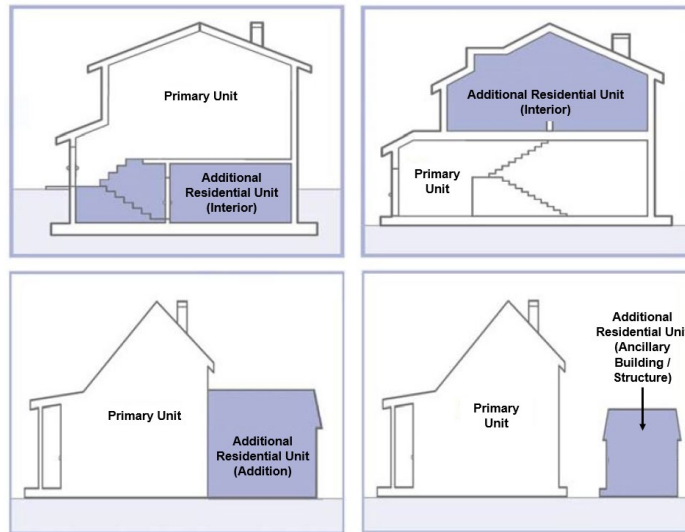 Primary Unit
Additional
Residential Unit
(Interior)
Additional Residential Unit
(Interior)
Primary
Unit
Primary Unit
Additional
Residential Unit
(Addition)
Primary
Unit
Additional
Residential Uni
(Ancillary
Building /
Structure)